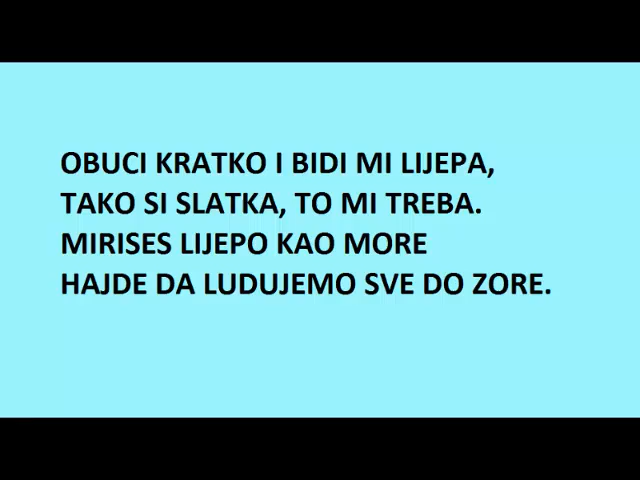 OBUCI KRATKO I BIDI MI LIJEPA,
TAKO SI SLATKA, TO MI TREBA.
MIRISES LIJEPO KAO MORE
HAJDE DA LUDUJEMO SVE DO ZORE.